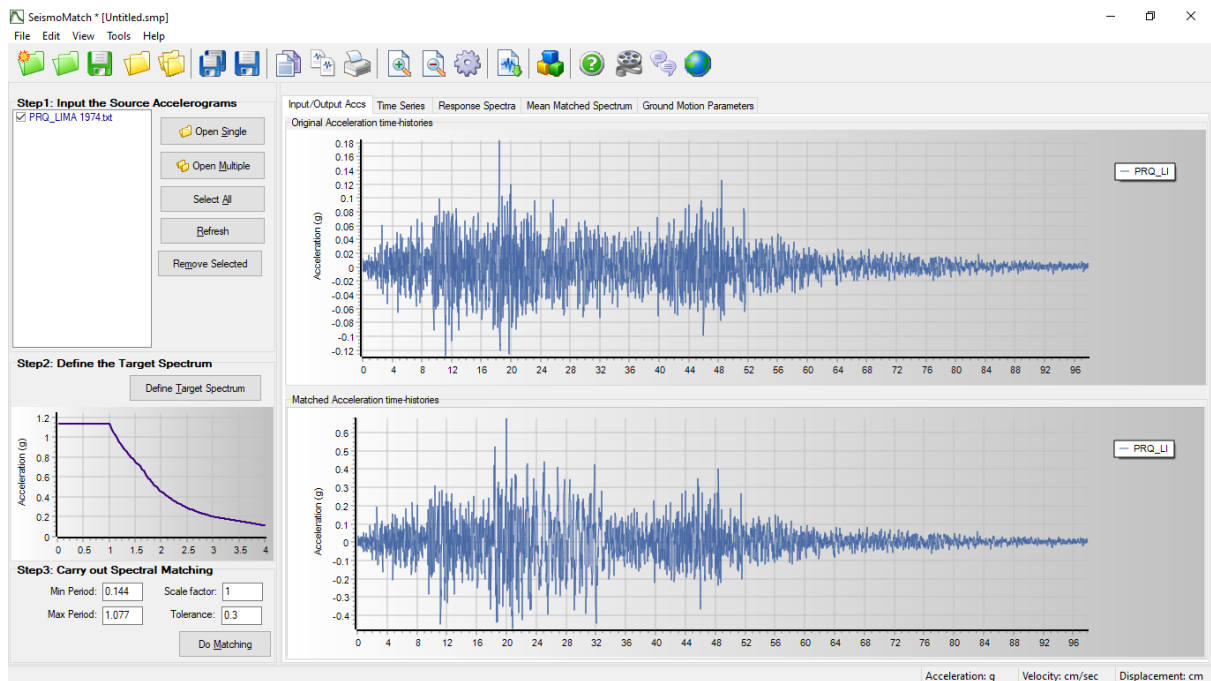 SeismoMatch * [Untitled.smp]
File Edit View Tools Help
Step1: Input the Source Accelerograms
PRQ_LIMA 1974.txt
Open Single
Open Multiple
Select All
Refresh
Remove Selected
Step2: Define the Target Spectrum
Define Target Spectrum
1.2
1
0.8
0.6
0.4
0.2
0
Acceleration (g)
0 0.5 1 1.5 2 2.5 3 3.5 4
Step3: Carry out Spectral Matching
Min Period: 0.144 Scale factor: 1
Max Period: 1.077 Tolerance: 0.3
Do Matching
Input/Output Accs Time Series Response Spectra Mean Matched Spectrum Ground Motion Parameters
Original Acceleration time-histories
0.18
0.16
0.14
0.12
0.1
0.08
0.06
0.04
0.02
0
-0.02
-0.04
-0.06
-0.08
-0.1
-0.12
Acceleration (g)
0 4 8 12 16 20 24 28 32 36 40 44 48 52 56 60 64 68 72 76 80 84 88 92 96
PRQ_LI
Matched Acceleration time-histories
0.6
0.5
0.4
0.3
0.2
0.1
0
-0.1
-0.2
-0.3
-0.4
Acceleration (g)
0 4 8 12 16 20 24 28 32 36 40 44 48 52 56 60 64 68 72 76 80 84 88 92 96
PRQ_LI
Acceleration: g Velocity: cm/sec Displacement: cm